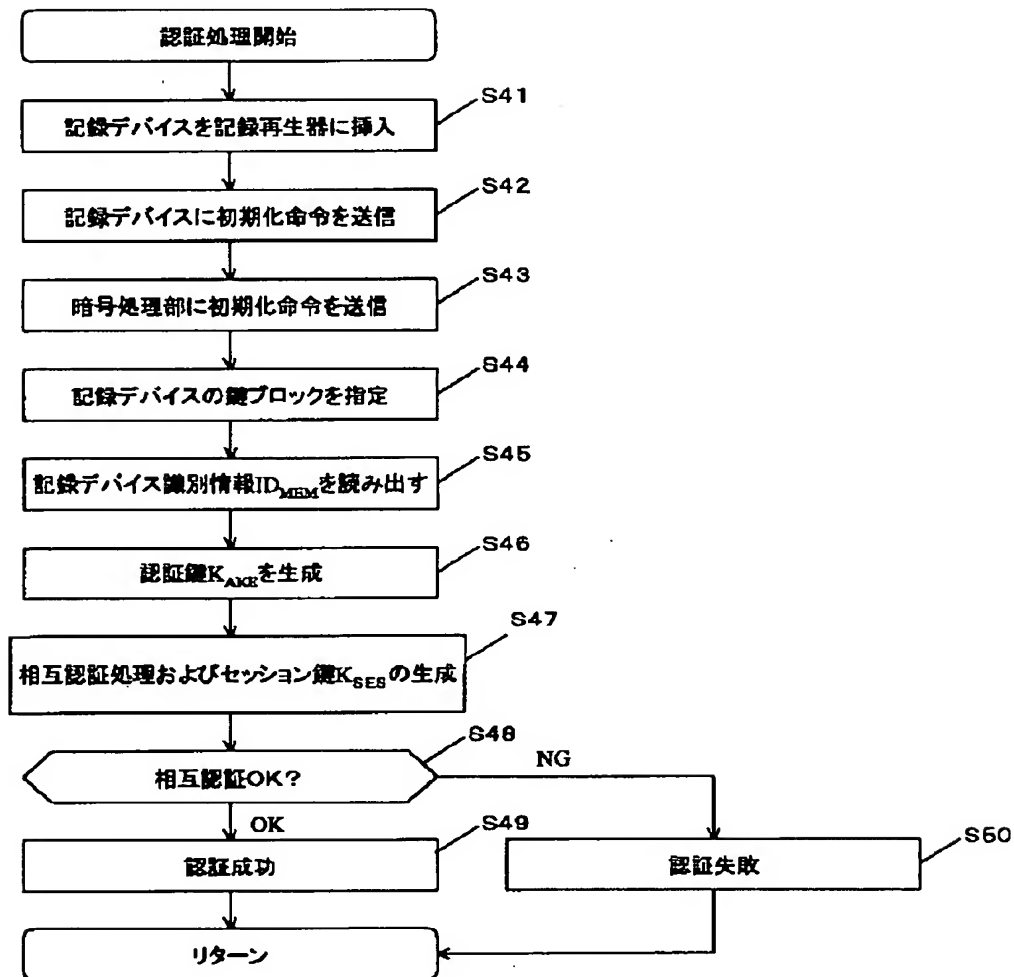 認証処理開始
S41
記録デバイスを記録再生器に挿入
S42
記録デバイスに初期化命令を送信
S43
暗号処理部に初期化命令を送信
S44
記録デバイスの鍵ブロックを指定
S45
記録デバイス識別情報ID_MEMを読み出す
S46
認証鍵K_AKEを生成
S47
相互認証処理およびセッション鍵K_SESの生成
S48
相互認証OK?
NG
OK
S49
認証成功
S50
認証失敗
リターン